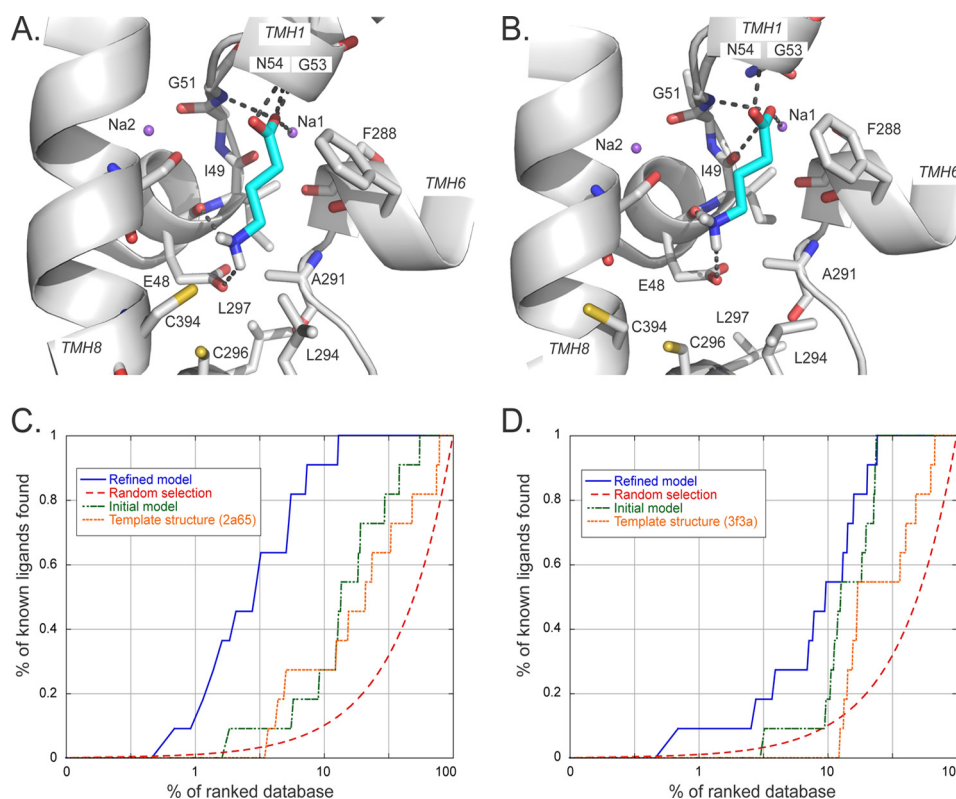 A.
TMH1
N54 G53
G51
Na1
Na2
F288
I49
TMH6
E48
A291
L297
C394
TMH8
C296
L294
B.
TMH1
N54 G53
G51
Na1
F288
Na2
I49
TMH6
E48
A291
L297
C394
TMH8
C296
L294
C.
1
0.8
0.6
0.4
0.2
0
% of known ligands found
Refined model
Random selection
Initial model
Template structure (2a65)
0 1 10 100
% of ranked database
D.
1
0.8
0.6
0.4
0.2
0
% of known ligands found
Refined model
Random selection
Initial model
Template structure (3f3a)
0 1 10 100
% of ranked database